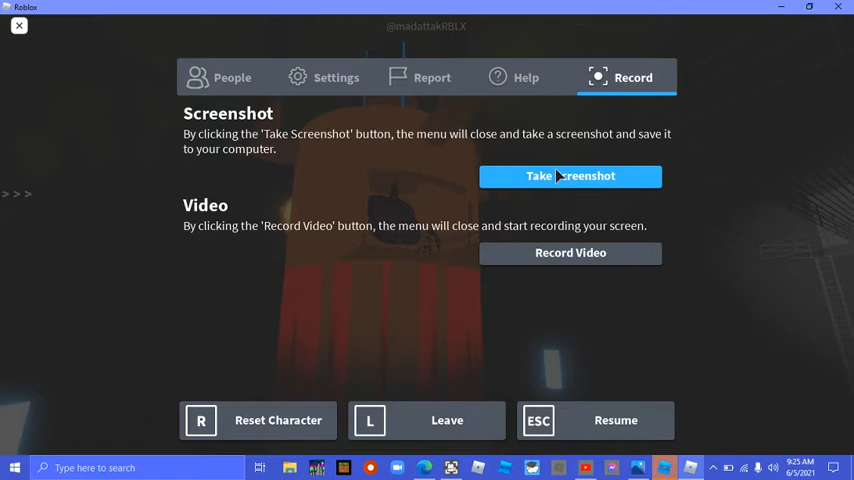 Roblox
@madattakRBLX
People
Settings
Report
Help
Record
Screenshot
By clicking the 'Take Screenshot' button, the menu will close and take a screenshot and save it
to your computer.
Take Screenshot
> > >
Video
By clicking the 'Record Video' button, the menu will close and start recording your screen.
Record Video
R Reset Character
L Leave
ESC Resume
Type here to search
9:25 AM
6/5/2021